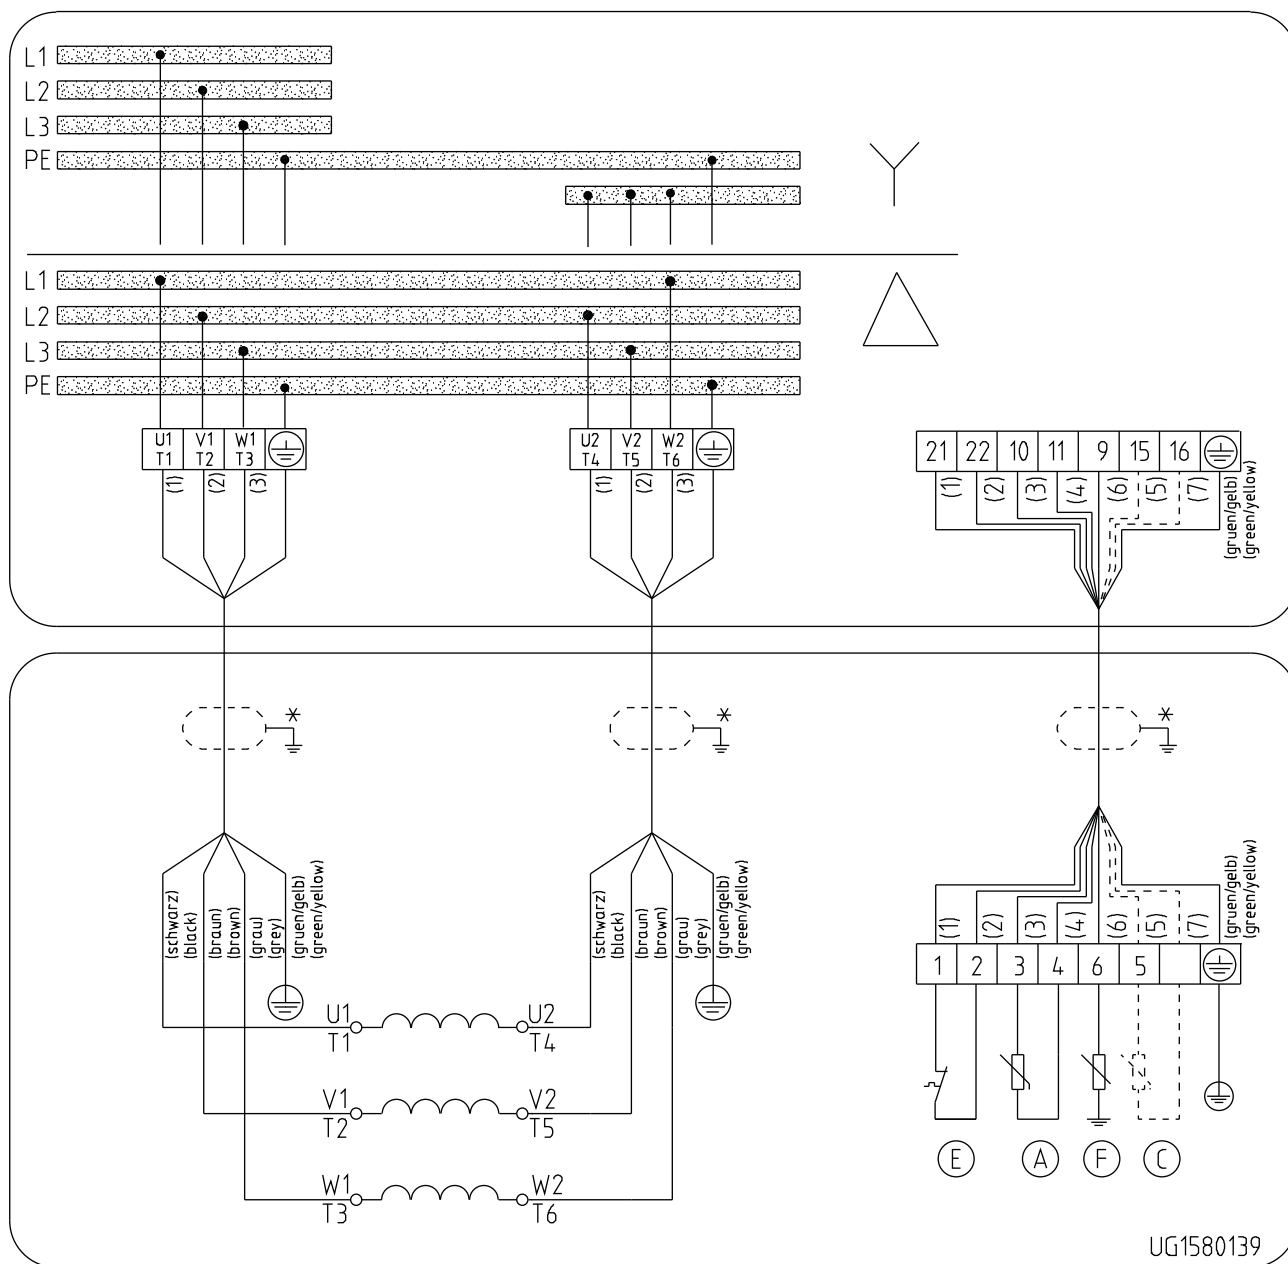 L1
L2
L3
PE
L1
L2
L3
PE
U1 V1 W1
T1 T2 T3
(1) (2) (3)
U2 V2 W2
T4 T5 T6
(1) (2) (3)
21 22 10 11 9 15 16
(1) (2) (3) (4) (6) (5) (7)
(gruen/gelb)
(green/yellow)
* * *
(schwarz)
(black)
(braun)
(brown)
(grau)
(grey)
(gruen/gelb)
(green/yellow)
(schwarz)
(black)
(braun)
(brown)
(grau)
(grey)
(gruen/gelb)
(green/yellow)
(1) (2) (3) (4) (6) (5) (7)
(gruen/gelb)
(green/yellow)
1 2 3 4 6 5
U1 U2
T1 T4
V1 V2
T2 T5
W1 W2
T3 T6
E A F C
UG1580139